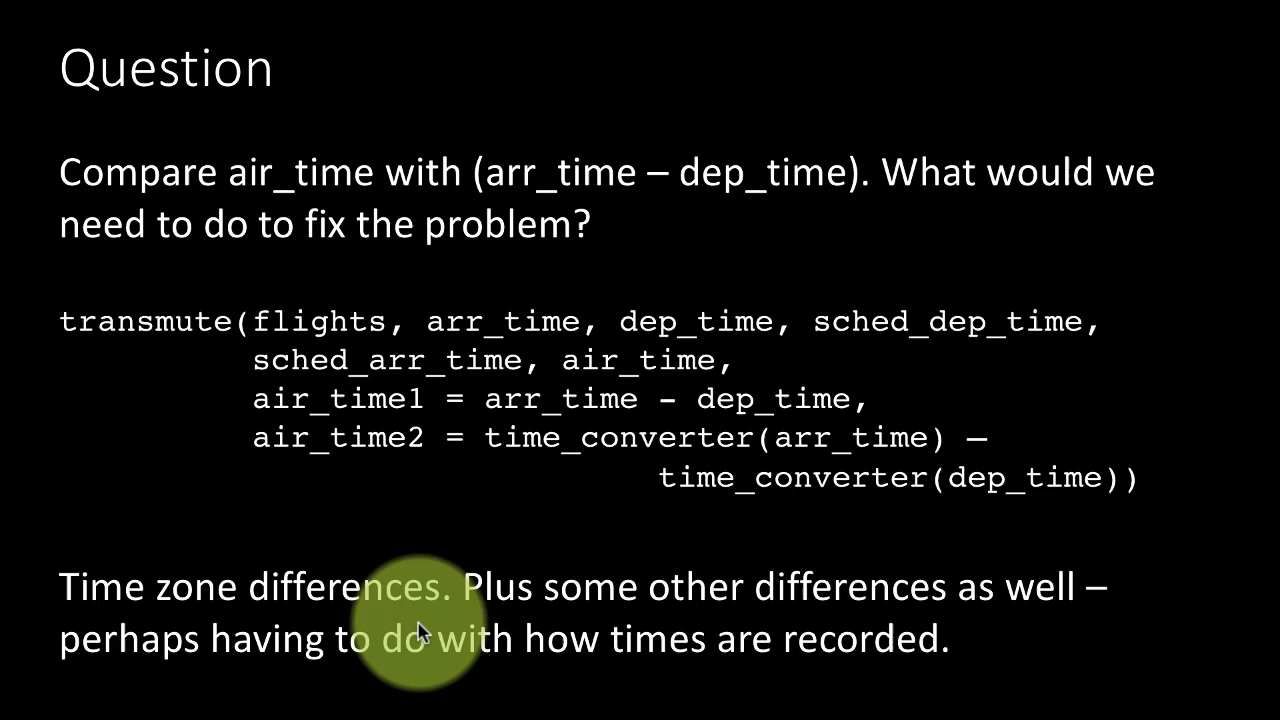 Question
Compare air_time with (arr_time – dep_time). What would we
need to do to fix the problem?
transmute(flights, arr_time, dep_time, sched_dep_time,
sched_arr_time, air_time,
air_time1 = arr_time - dep_time,
air_time2 = time_converter(arr_time) –
time_converter(dep_time))
Time zone differences. Plus some other differences as well –
perhaps having to do with how times are recorded.